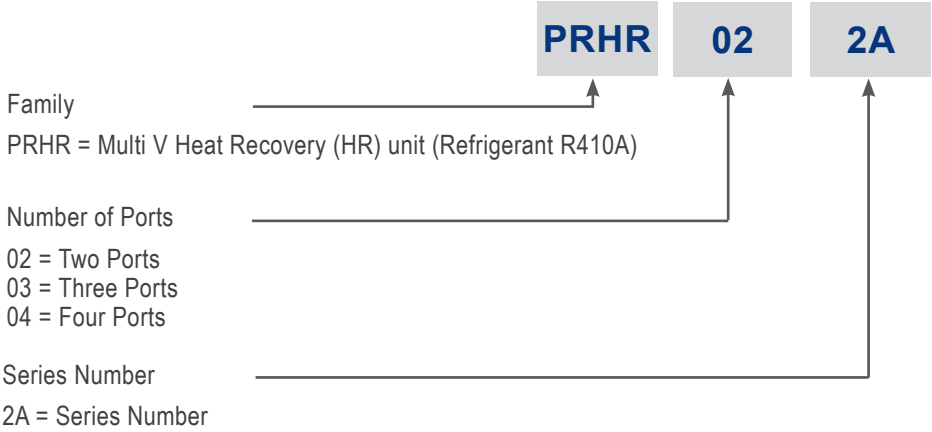 PRHR 02 2A
Family
PRHR = Multi V Heat Recovery (HR) unit (Refrigerant R410A)
Number of Ports
02 = Two Ports
03 = Three Ports
04 = Four Ports
Series Number
2A = Series Number